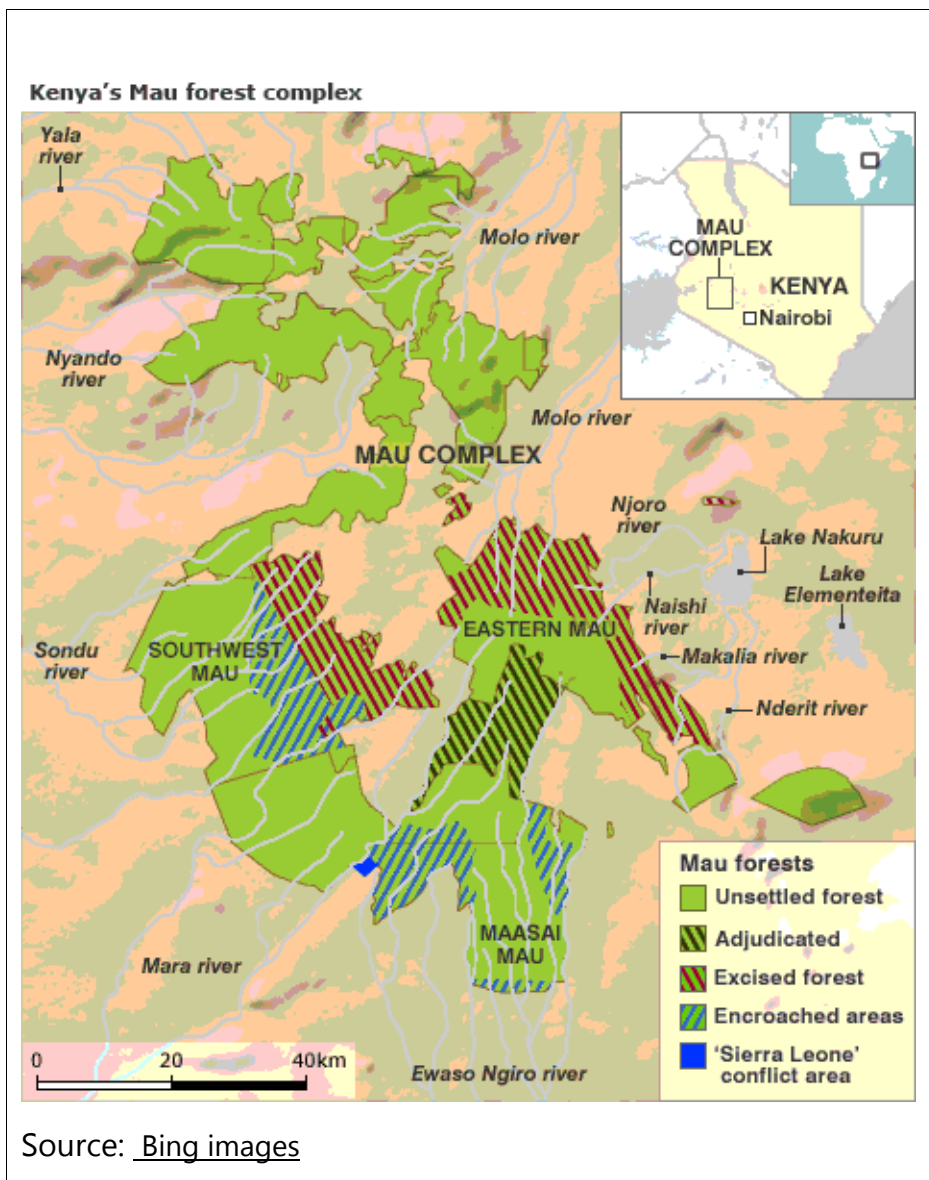 Kenya's Mau forest complex
Yala
river
Molo river
MAU
COMPLEX
KENYA
Nairobi
Nyando
river
Molo river
MAU COMPLEX
Njoro
river
Lake Nakuru
Lake
Elementeita
Naishi
river
EASTERN MAU
SOUTHWEST
MAU
Sondu
river
Makalia river
Nderit river
MAASAI
MAU
Mara river
Ewaso Ngiro river
0 20 40km
Mau forests
Unsettled forest
Adjudicated
Excised forest
Encroached areas
'Sierra Leone'
conflict area
Source: Bing images